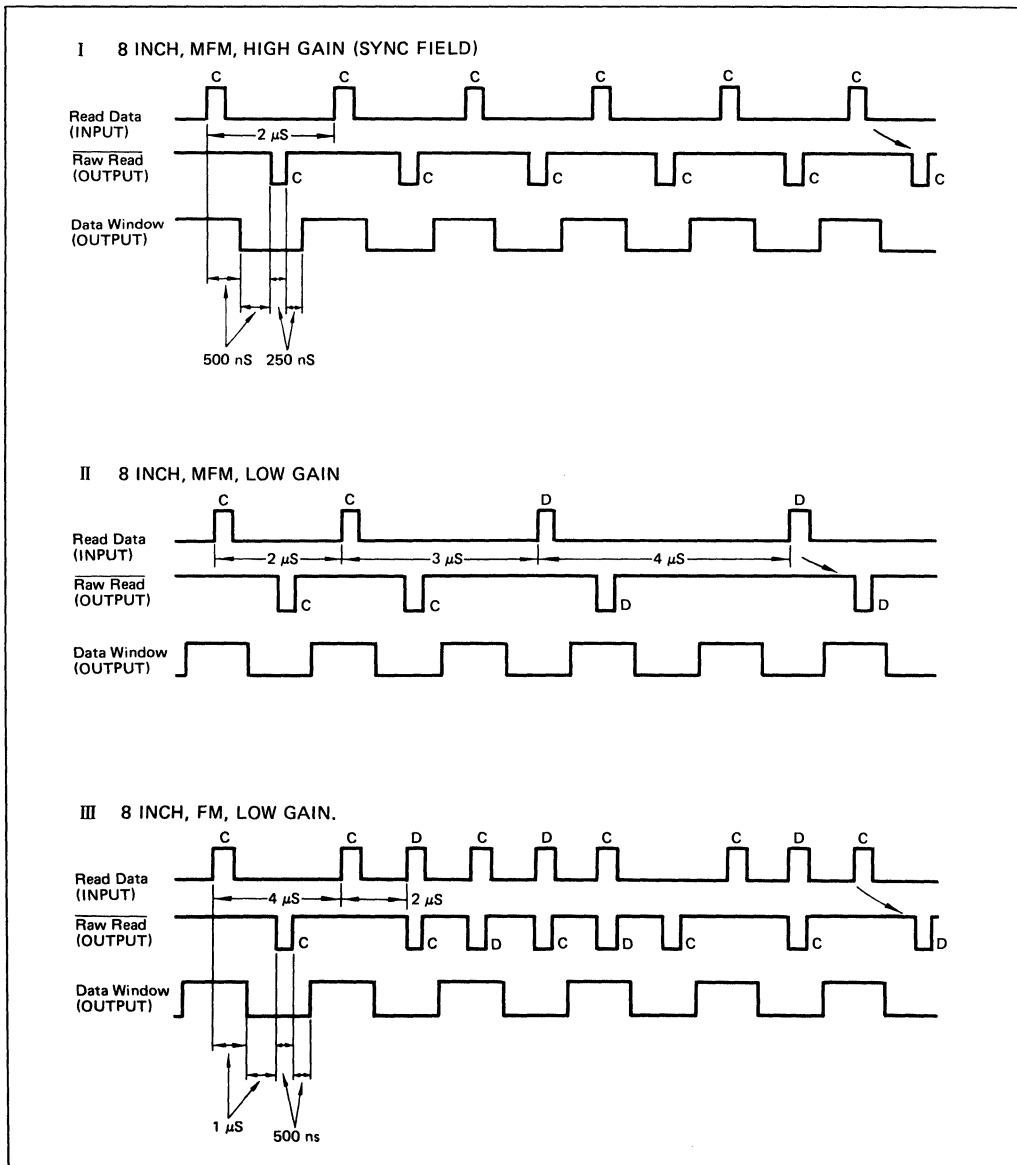 I 8 INCH, MFM, HIGH GAIN (SYNC FIELD)
C C C C C C
Read Data
(INPUT)
2 μS
Raw Read
(OUTPUT)
C C C C C C
Data Window
(OUTPUT)
500 nS 250 nS
II 8 INCH, MFM, LOW GAIN
C C D D
Read Data
(INPUT)
2 μS 3 μS 4 μS
Raw Read
(OUTPUT)
C C D D
Data Window
(OUTPUT)
III 8 INCH, FM, LOW GAIN.
C C D C D C C D C
Read Data
(INPUT)
4 μS 2 μS
Raw Read
(OUTPUT)
C C D C D C C D
Data Window
(OUTPUT)
1 μS
500 ns